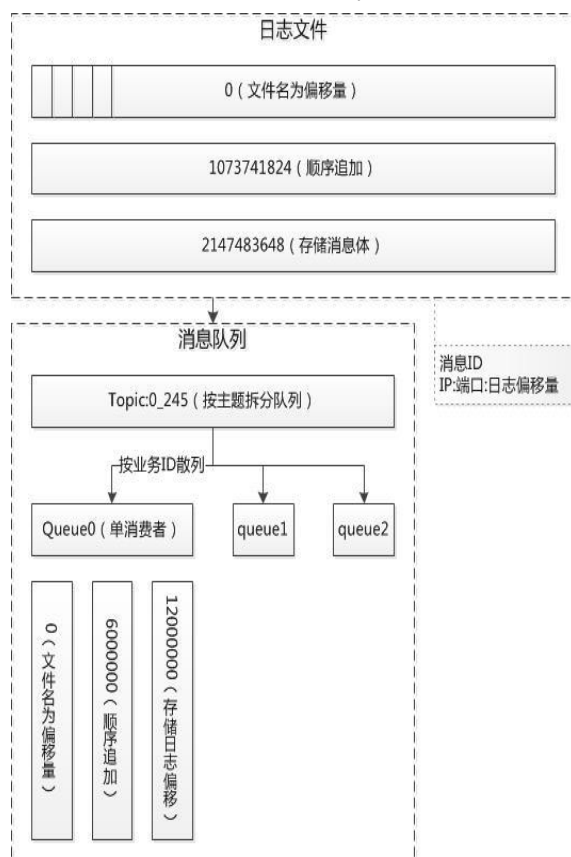 日志文件
0（文件名为偏移量）
1073741824（顺序追加）
2147483648（存储消息体）
消息队列
消息ID
IP:端口:日志偏移量
Topic:0_245（按主题拆分队列）
按业务ID散列
Queue0（单消费者）
queue1
queue2
0（文件名为偏移量）
6000000（顺序追加）
12000000（存储日志偏移）